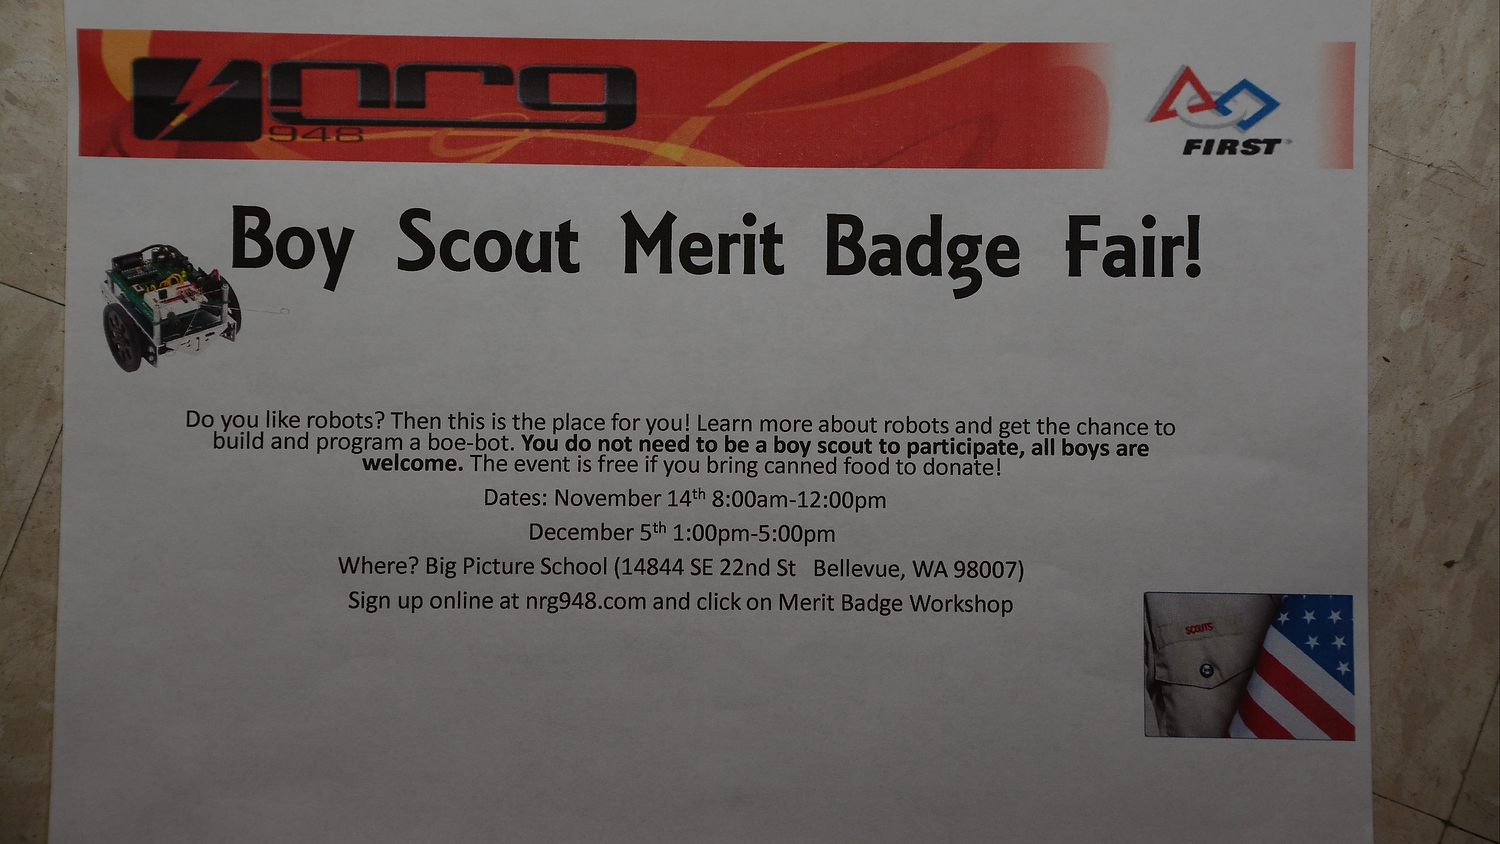 nrg
948
FIRST
Boy Scout Merit Badge Fair!
Do you like robots? Then this is the place for you! Learn more about robots and get the chance to
build and program a boe-bot. You do not need to be a boy scout to participate, all boys are
welcome. The event is free if you bring canned food to donate!
Dates: November 14th 8:00am-12:00pm
December 5th 1:00pm-5:00pm
Where? Big Picture School (14844 SE 22nd St Bellevue, WA 98007)
Sign up online at nrg948.com and click on Merit Badge Workshop
SCOUTS